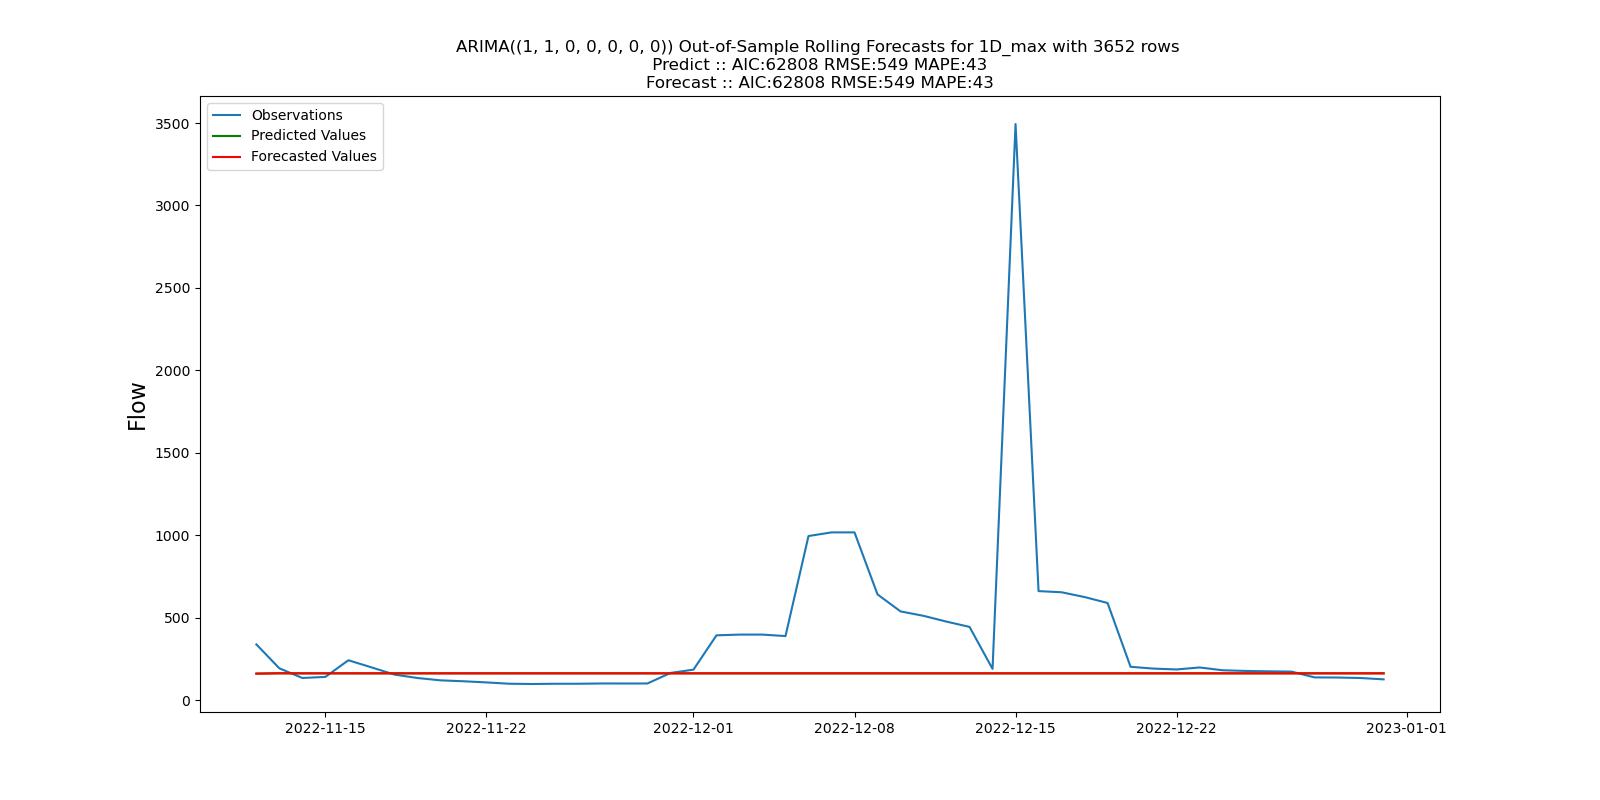 ARIMA((1, 1, 0, 0, 0, 0, 0)) Out-of-Sample Rolling Forecasts for 1D_max with 3652 rows
Predict :: AIC:62808 RMSE:549 MAPE:43
Forecast :: AIC:62808 RMSE:549 MAPE:43
Observations
Predicted Values
Forecasted Values
Flow
3500
3000
2500
2000
1500
1000
500
0
2022-11-15
2022-11-22
2022-12-01
2022-12-08
2022-12-15
2022-12-22
2023-01-01